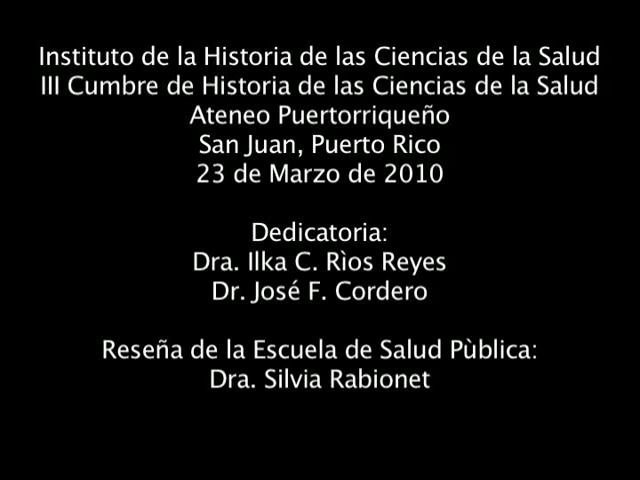 Instituto de la Historia de las Ciencias de la Salud
III Cumbre de Historia de las Ciencias de la Salud
Ateneo Puertorriqueño
San Juan, Puerto Rico
23 de Marzo de 2010
Dedicatoria:
Dra. Ilka C. Rìos Reyes
Dr. José F. Cordero
Reseña de la Escuela de Salud Pùblica:
Dra. Silvia Rabionet